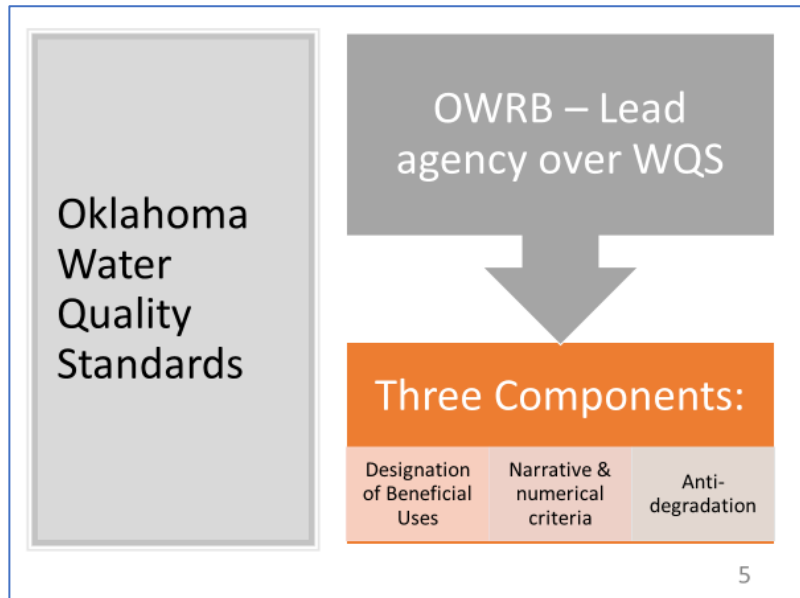 Oklahoma
Water
Quality
Standards
OWRB – Lead
agency over WQS
Three Components:
Designation
of Beneficial
Uses
Narrative &
numerical
criteria
Anti-
degradation
5